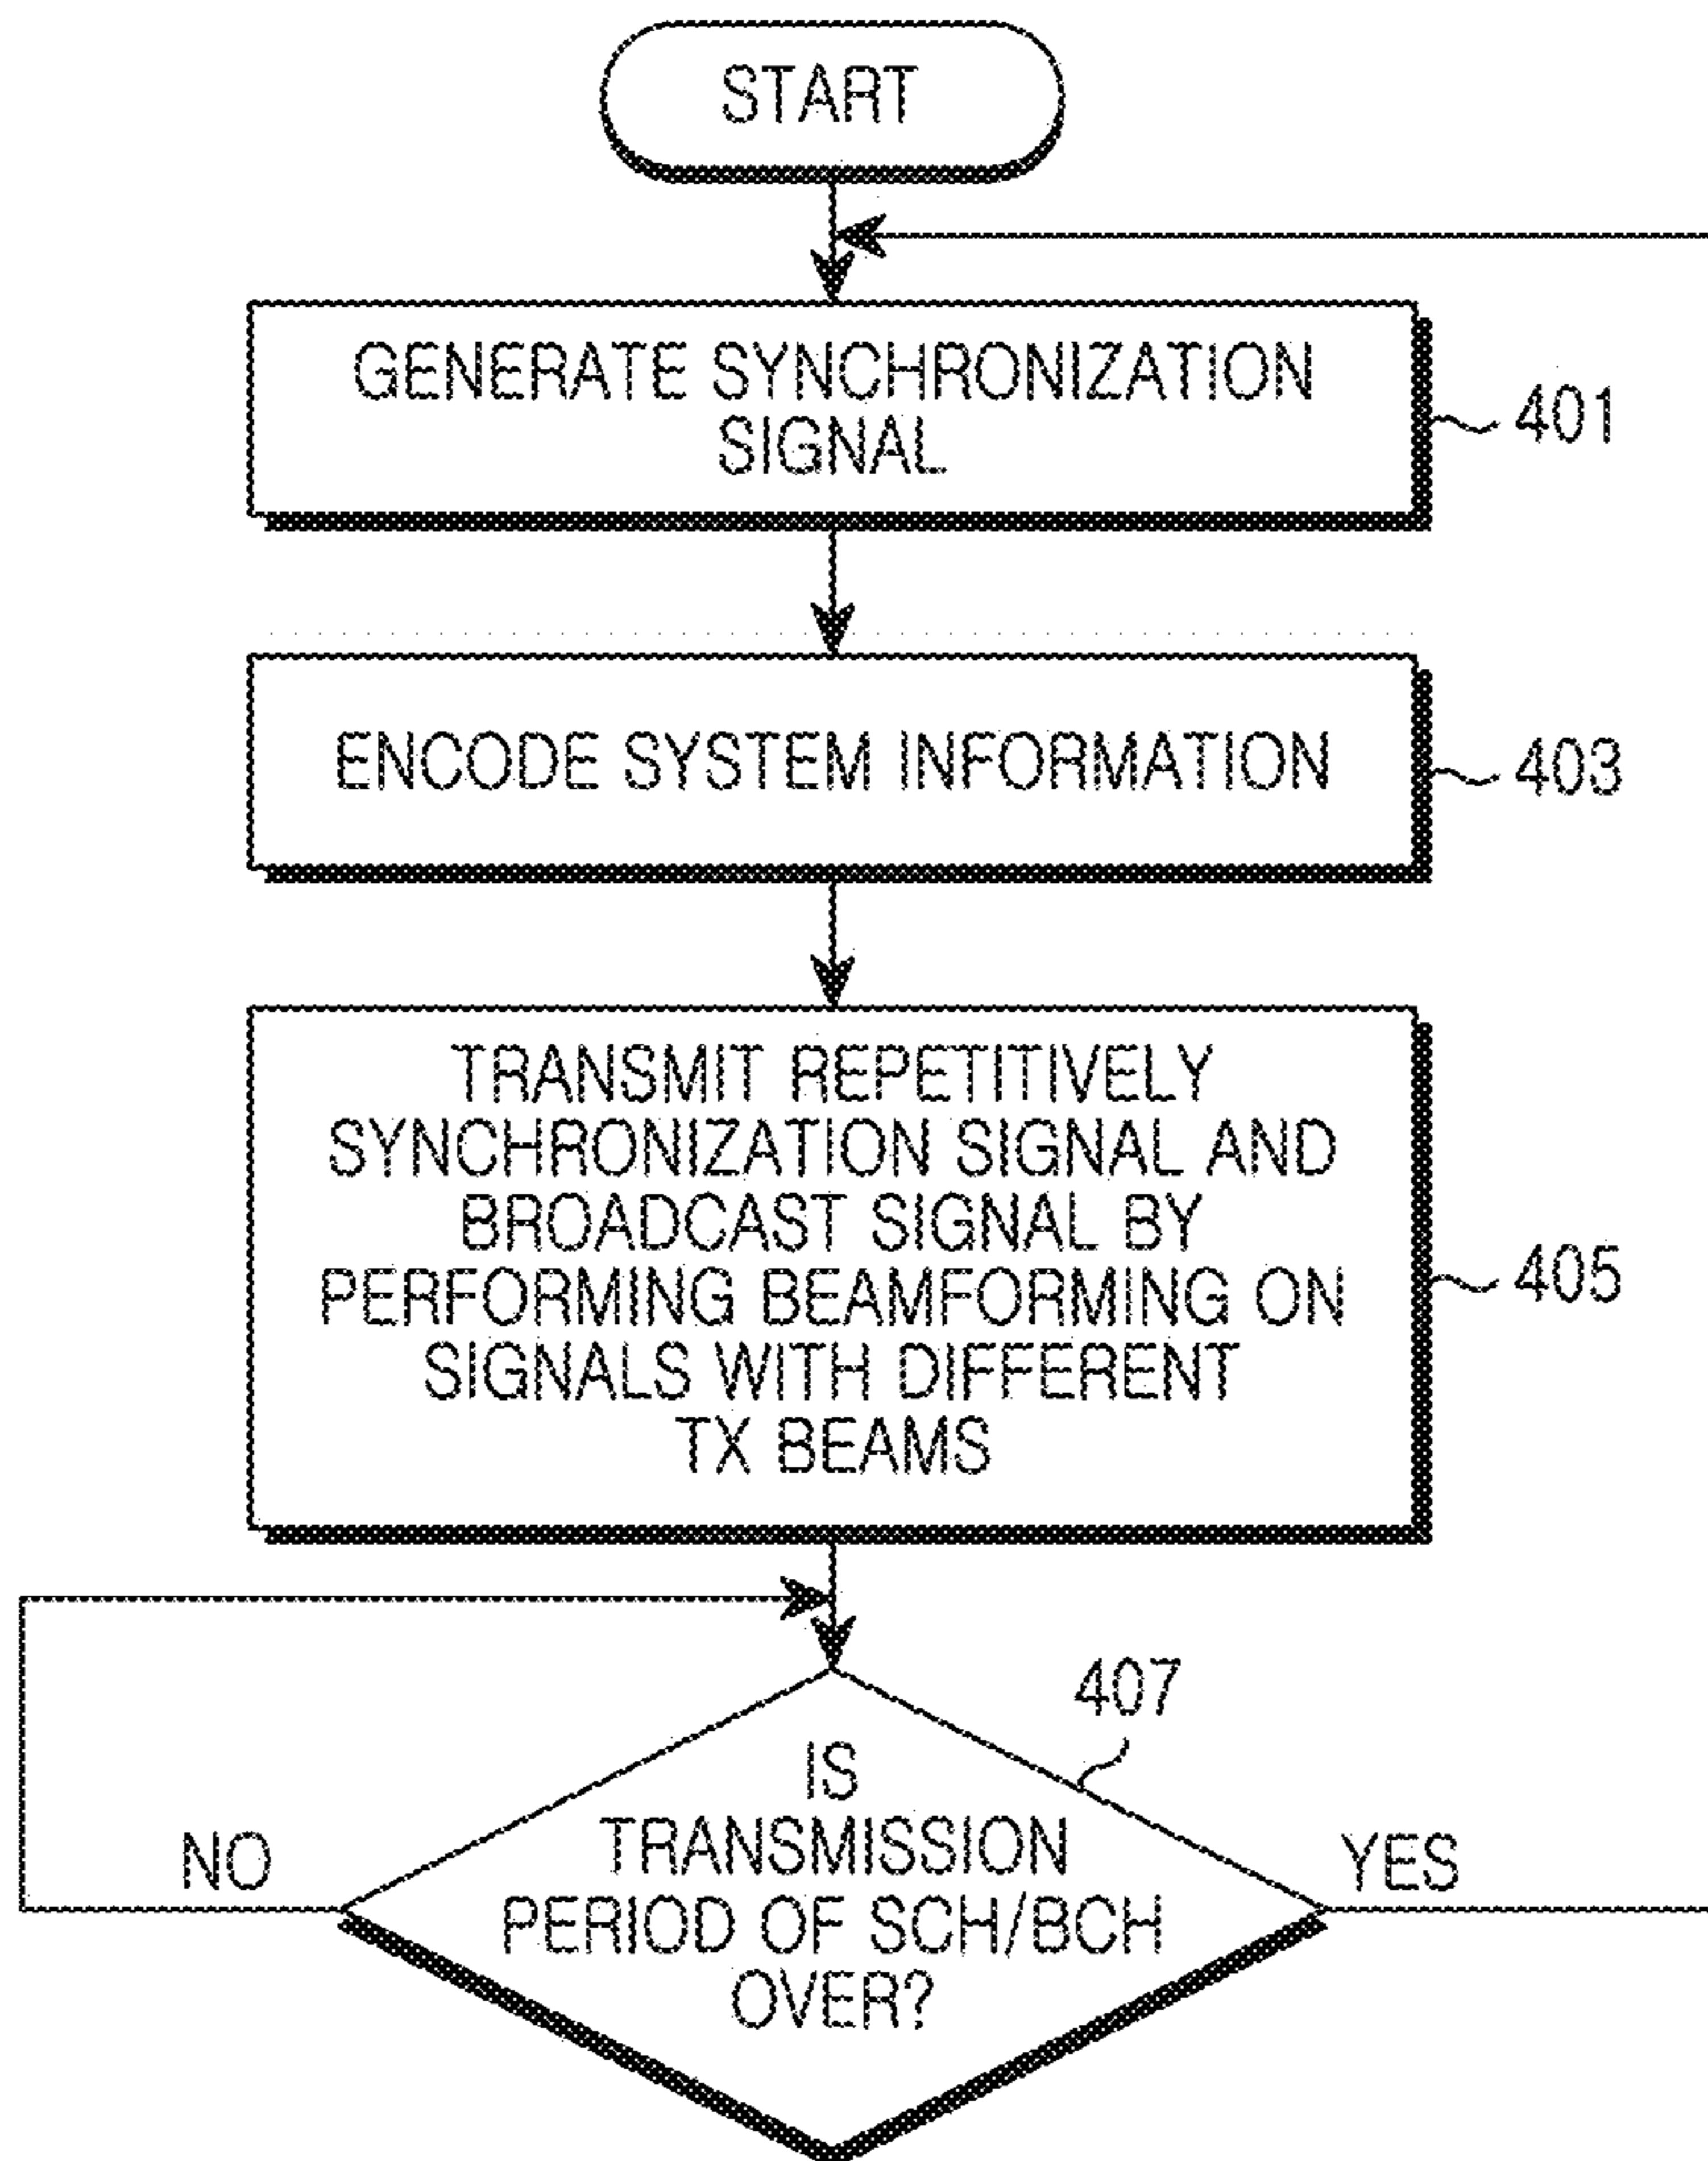 START
GENERATE SYNCHRONIZATION
SIGNAL
401
ENCODE SYSTEM INFORMATION
403
TRANSMIT REPETITIVELY
SYNCHRONIZATION SIGNAL AND
BROADCAST SIGNAL BY
PERFORMING BEAMFORMING ON
SIGNALS WITH DIFFERENT
TX BEAMS
405
407
IS
TRANSMISSION
PERIOD OF SCH/BCH
OVER?
NO
YES